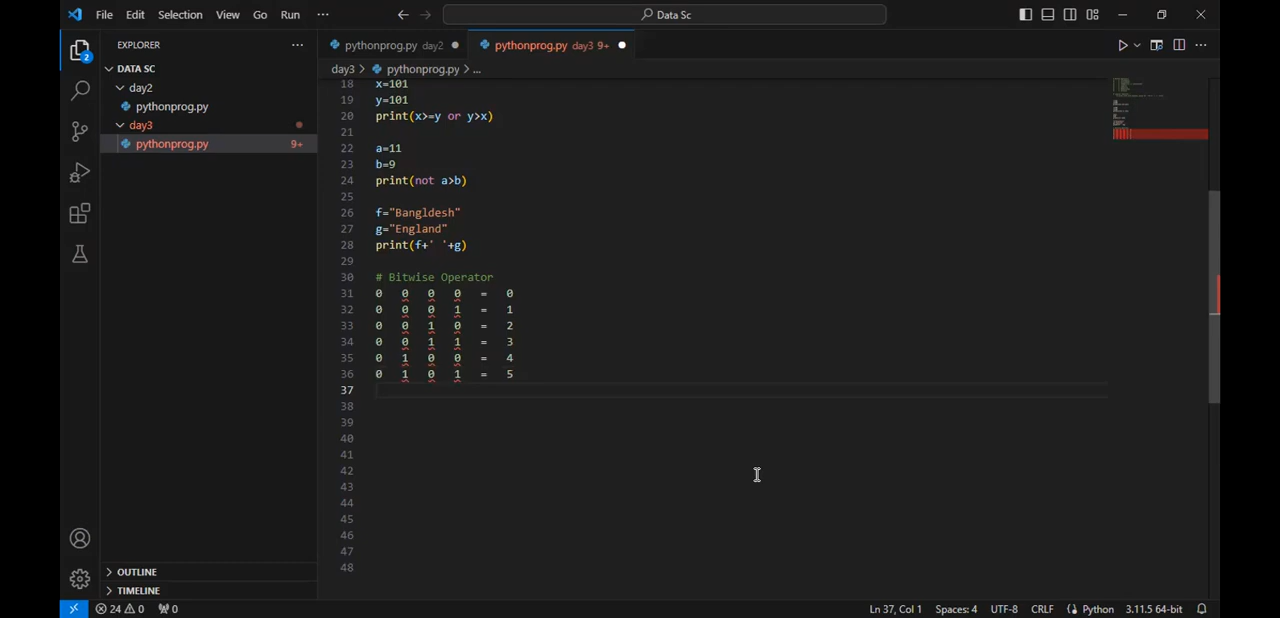 File Edit Selection View Go Run ··· Data Sc
EXPLORER ···
2
DATA SC
day2
pythonprog.py
day3
pythonprog.py 9+
OUTLINE
TIMELINE
pythonprog.py day2 pythonprog.py day3 9+
day3 > pythonprog.py > ...
18 x=101
19 y=101
20 print(x>=y or y>x)
21
22 a=11
23 b=9
24 print(not a>b)
25
26 f="Bangldesh"
27 g="England"
28 print(f+' '+g)
29
30 # Bitwise Operator
31 0 0 0 0 = 0
32 0 0 0 1 = 1
33 0 0 1 0 = 2
34 0 0 1 1 = 3
35 0 1 0 0 = 4
36 0 1 0 1 = 5
37
38
39
40
41
42
43
44
45
46
47
48
24 0 0 Ln 37, Col 1 Spaces: 4 UTF-8 CRLF Python 3.11.5 64-bit